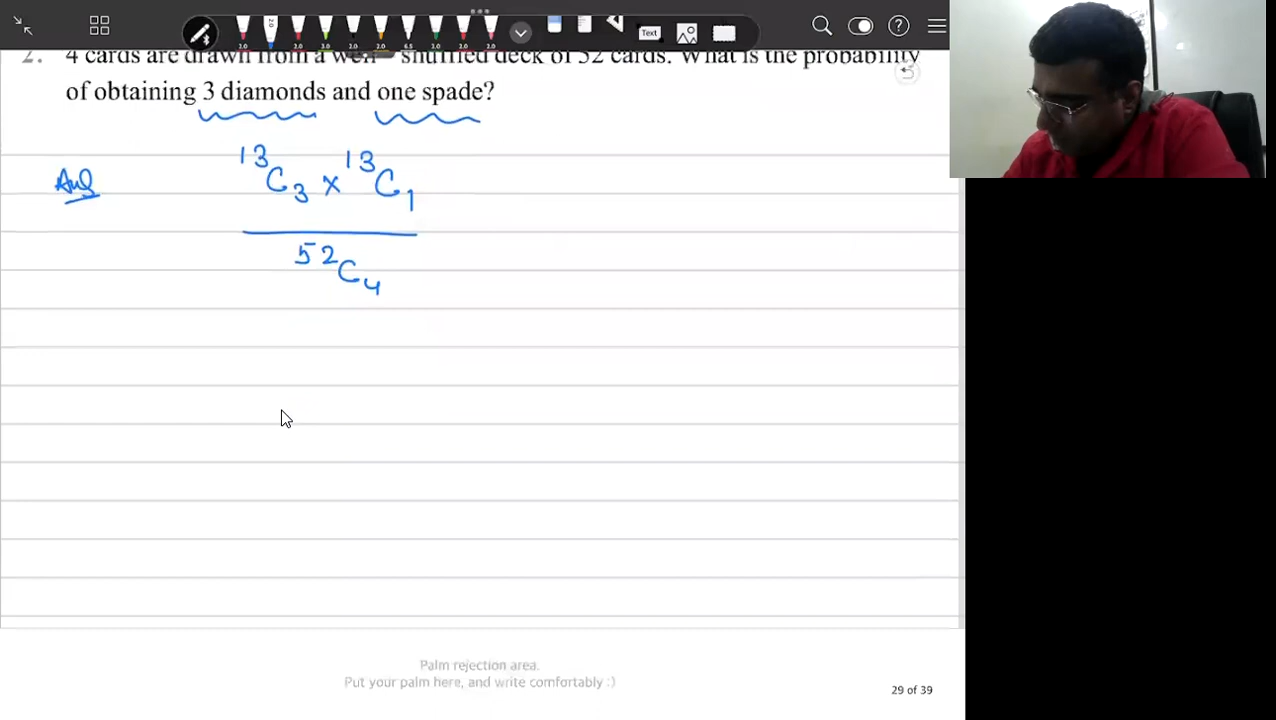 Text
2. 4 cards are drawn from a well - shuffled deck of 52 cards. What is the probability
of obtaining 3 diamonds and one spade?
Ans
13C3 x 13C1
52C4
Palm rejection area.
Put your palm here, and write comfortably :)
29 of 39